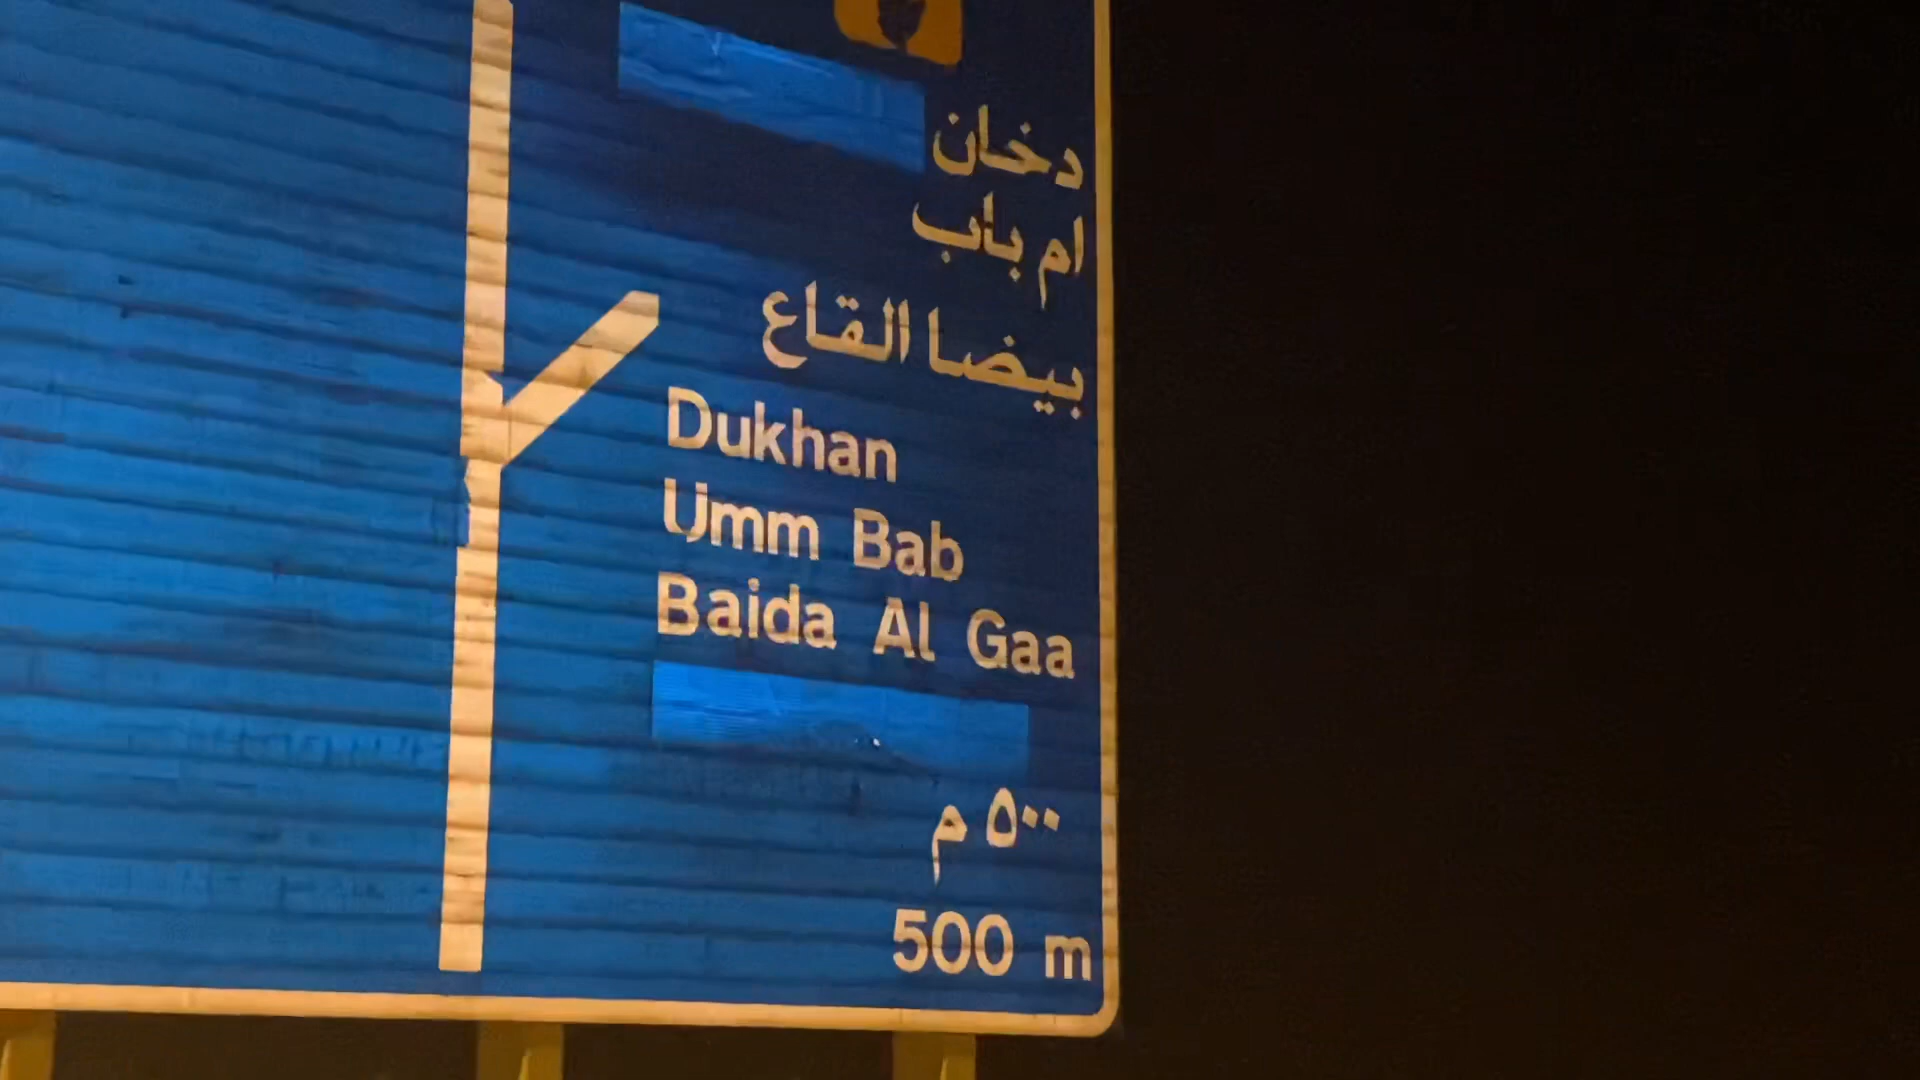 دخان
ام باب
بيضا القاع
Dukhan
Umm Bab
Baida Al Gaa
٥٠٠ م
500 m